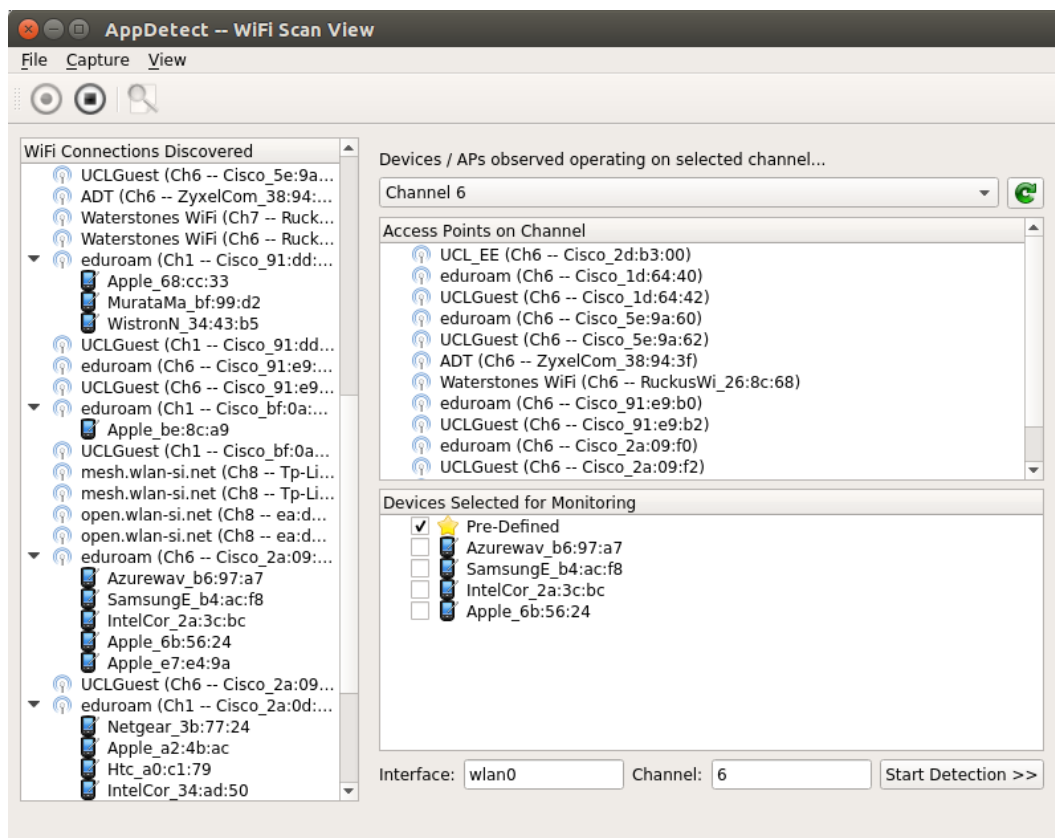 AppDetect -- WiFi Scan View
File Capture View
WiFi Connections Discovered
UCLGuest (Ch6 -- Cisco_5e:9a...
ADT (Ch6 -- ZyxelCom_38:94:...
Waterstones WiFi (Ch7 -- Ruck...
Waterstones WiFi (Ch6 -- Ruck...
eduroam (Ch1 -- Cisco_91:dd:...
Apple_68:cc:33
MurataMa_bf:99:d2
WistronN_34:43:b5
UCLGuest (Ch1 -- Cisco_91:dd...
eduroam (Ch6 -- Cisco_91:e9:...
UCLGuest (Ch6 -- Cisco_91:e9...
eduroam (Ch1 -- Cisco_bf:0a:...
Apple_be:8c:a9
UCLGuest (Ch1 -- Cisco_bf:0a...
mesh.wlan-si.net (Ch8 -- Tp-Li...
mesh.wlan-si.net (Ch8 -- Tp-Li...
open.wlan-si.net (Ch8 -- ea:d...
open.wlan-si.net (Ch8 -- ea:d...
eduroam (Ch6 -- Cisco_2a:09:...
Azurewav_b6:97:a7
SamsungE_b4:ac:f8
IntelCor_2a:3c:bc
Apple_6b:56:24
Apple_e7:e4:9a
UCLGuest (Ch6 -- Cisco_2a:09...
eduroam (Ch1 -- Cisco_2a:0d:...
Netgear_3b:77:24
Apple_a2:4b:ac
Htc_a0:c1:79
IntelCor_34:ad:50
Devices / APs observed operating on selected channel...
Channel 6
Access Points on Channel
UCL_EE (Ch6 -- Cisco_2d:b3:00)
eduroam (Ch6 -- Cisco_1d:64:40)
UCLGuest (Ch6 -- Cisco_1d:64:42)
eduroam (Ch6 -- Cisco_5e:9a:60)
UCLGuest (Ch6 -- Cisco_5e:9a:62)
ADT (Ch6 -- ZyxelCom_38:94:3f)
Waterstones WiFi (Ch6 -- RuckusWi_26:8c:68)
eduroam (Ch6 -- Cisco_91:e9:b0)
UCLGuest (Ch6 -- Cisco_91:e9:b2)
eduroam (Ch6 -- Cisco_2a:09:f0)
UCLGuest (Ch6 -- Cisco_2a:09:f2)
Devices Selected for Monitoring
Pre-Defined
Azurewav_b6:97:a7
SamsungE_b4:ac:f8
IntelCor_2a:3c:bc
Apple_6b:56:24
Interface: wlan0 Channel: 6 Start Detection >>